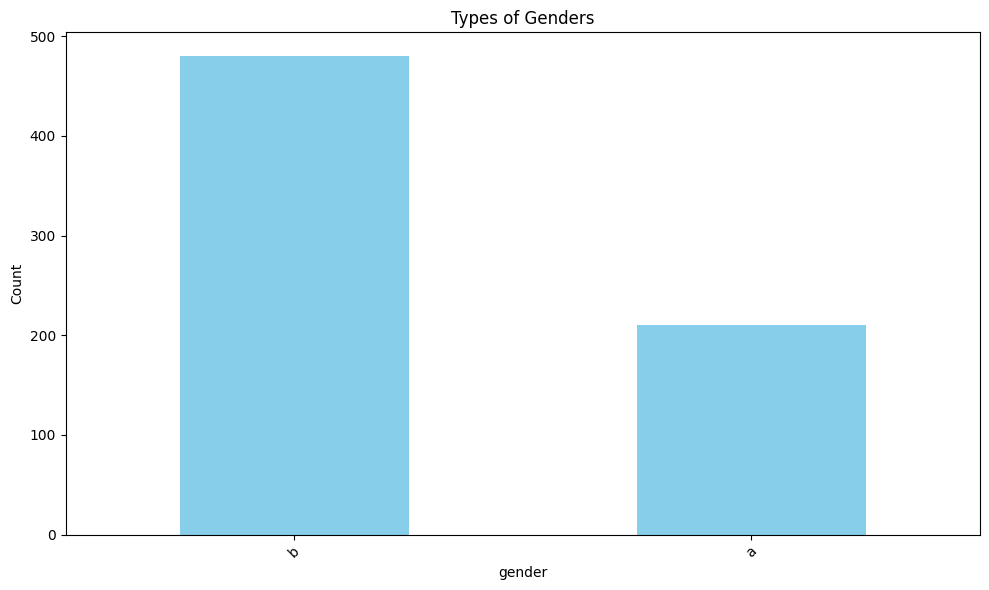 Types of Genders
500
400
300
200
100
0
Count
b
a
gender